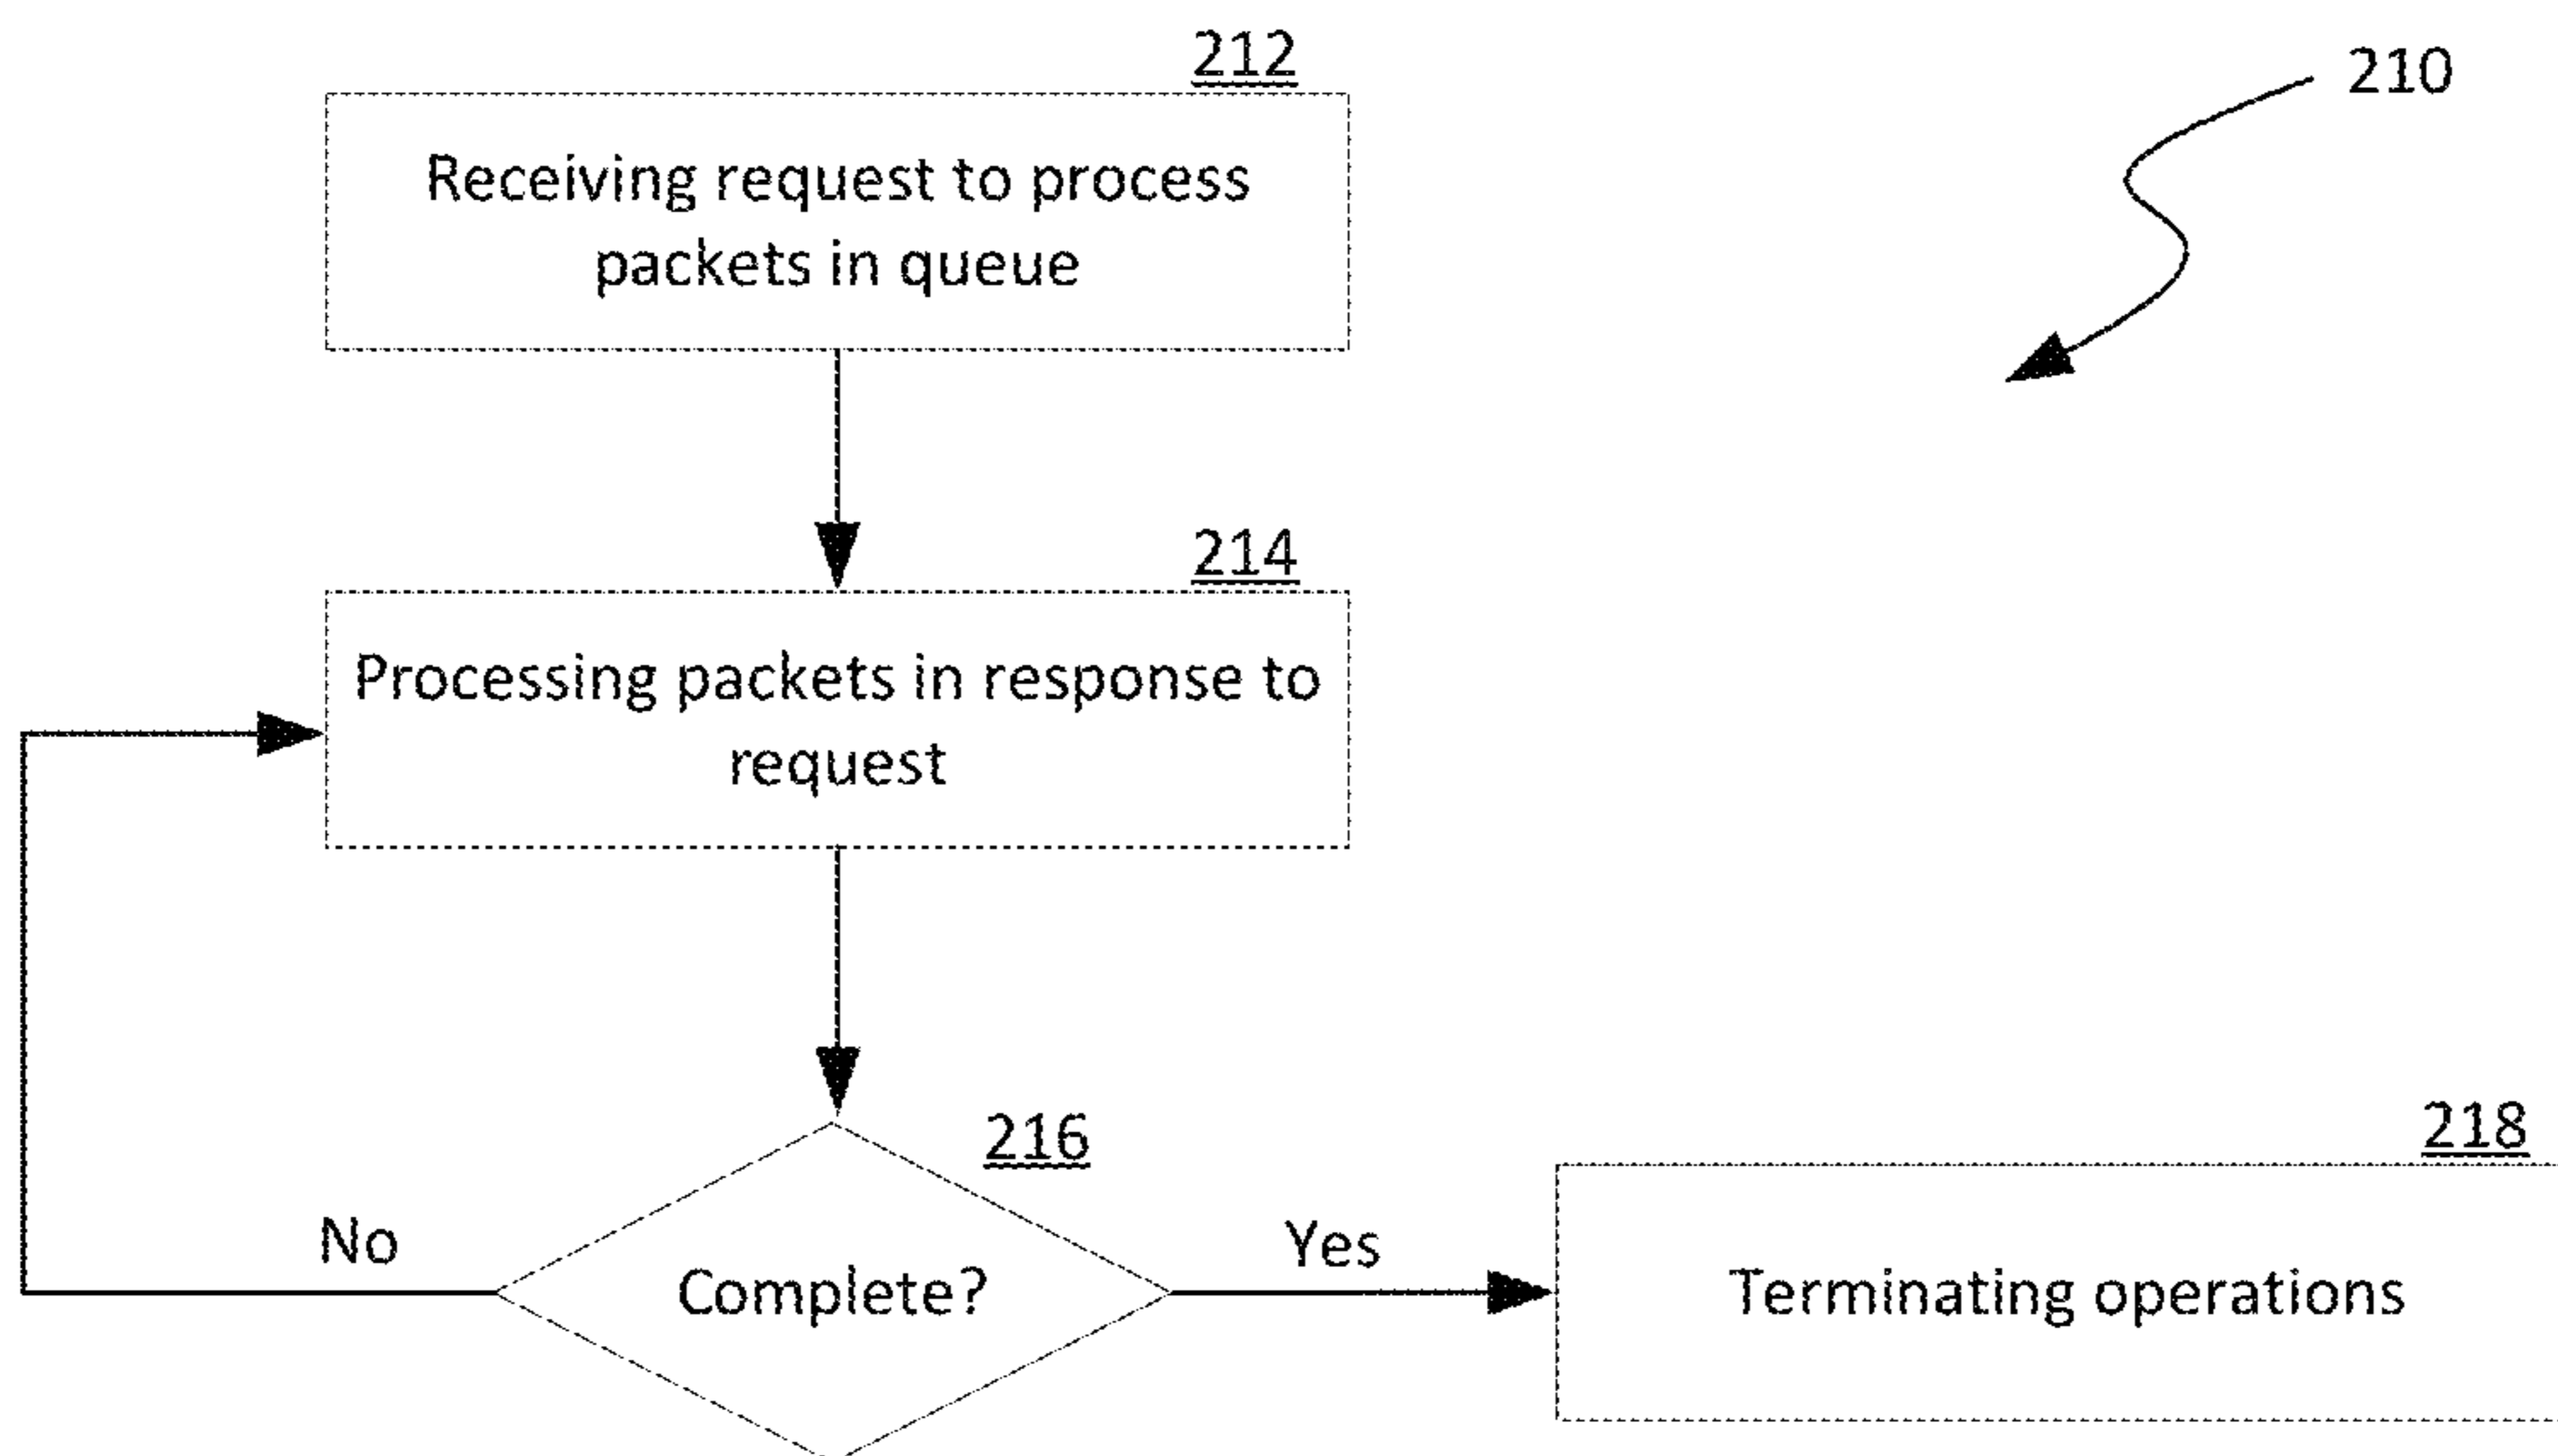 212
210
Receiving request to process
packets in queue
214
Processing packets in response to
request
216
218
No
Yes
Complete?
Terminating operations